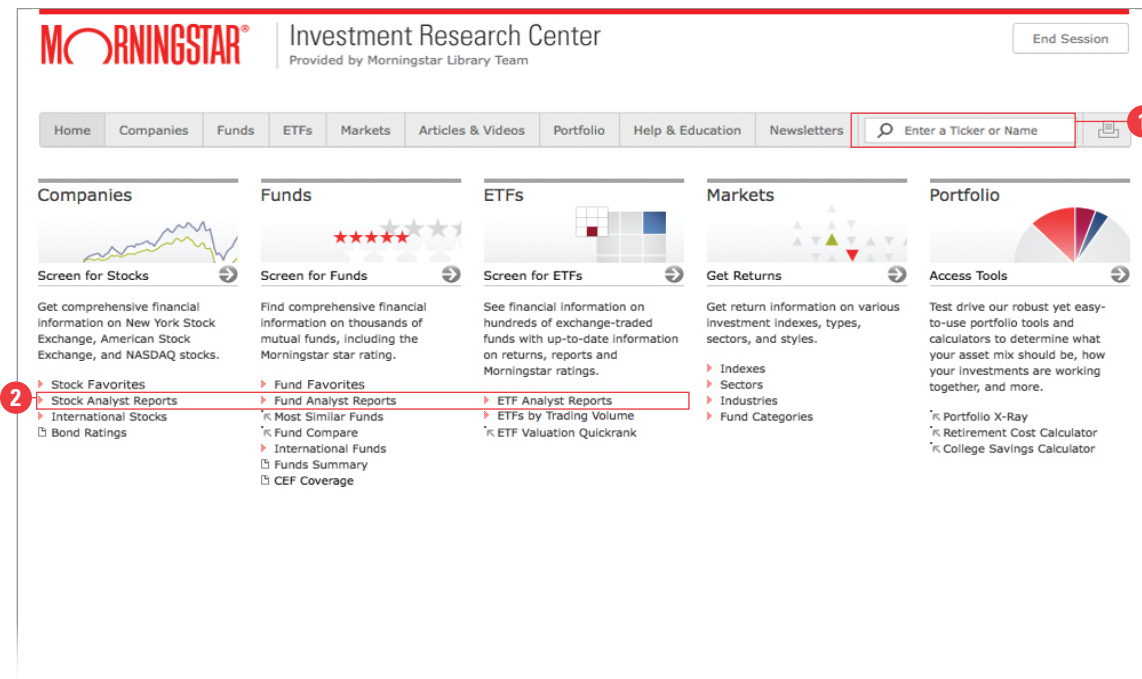 MORNINGSTAR®
Investment Research Center
Provided by Morningstar Library Team
End Session
Home
Companies
Funds
ETFs
Markets
Articles & Videos
Portfolio
Help & Education
Newsletters
Enter a Ticker or Name
1
Companies
Screen for Stocks
Get comprehensive financial
information on New York Stock
Exchange, American Stock
Exchange, and NASDAQ stocks.
Stock Favorites
2
Stock Analyst Reports
International Stocks
Bond Ratings
Funds
Screen for Funds
Find comprehensive financial
information on thousands of
mutual funds, including the
Morningstar star rating.
Fund Favorites
Fund Analyst Reports
Most Similar Funds
Fund Compare
International Funds
Funds Summary
CEF Coverage
ETFs
Screen for ETFs
See financial information on
hundreds of exchange-traded
funds with up-to-date information
on returns, reports and
Morningstar ratings.
ETF Analyst Reports
ETFs by Trading Volume
ETF Valuation Quickrank
Markets
Get Returns
Get return information on various
investment indexes, types,
sectors, and styles.
Indexes
Sectors
Industries
Fund Categories
Portfolio
Access Tools
Test drive our robust yet easy-
to-use portfolio tools and
calculators to determine what
your asset mix should be, how
your investments are working
together, and more.
Portfolio X-Ray
Retirement Cost Calculator
College Savings Calculator